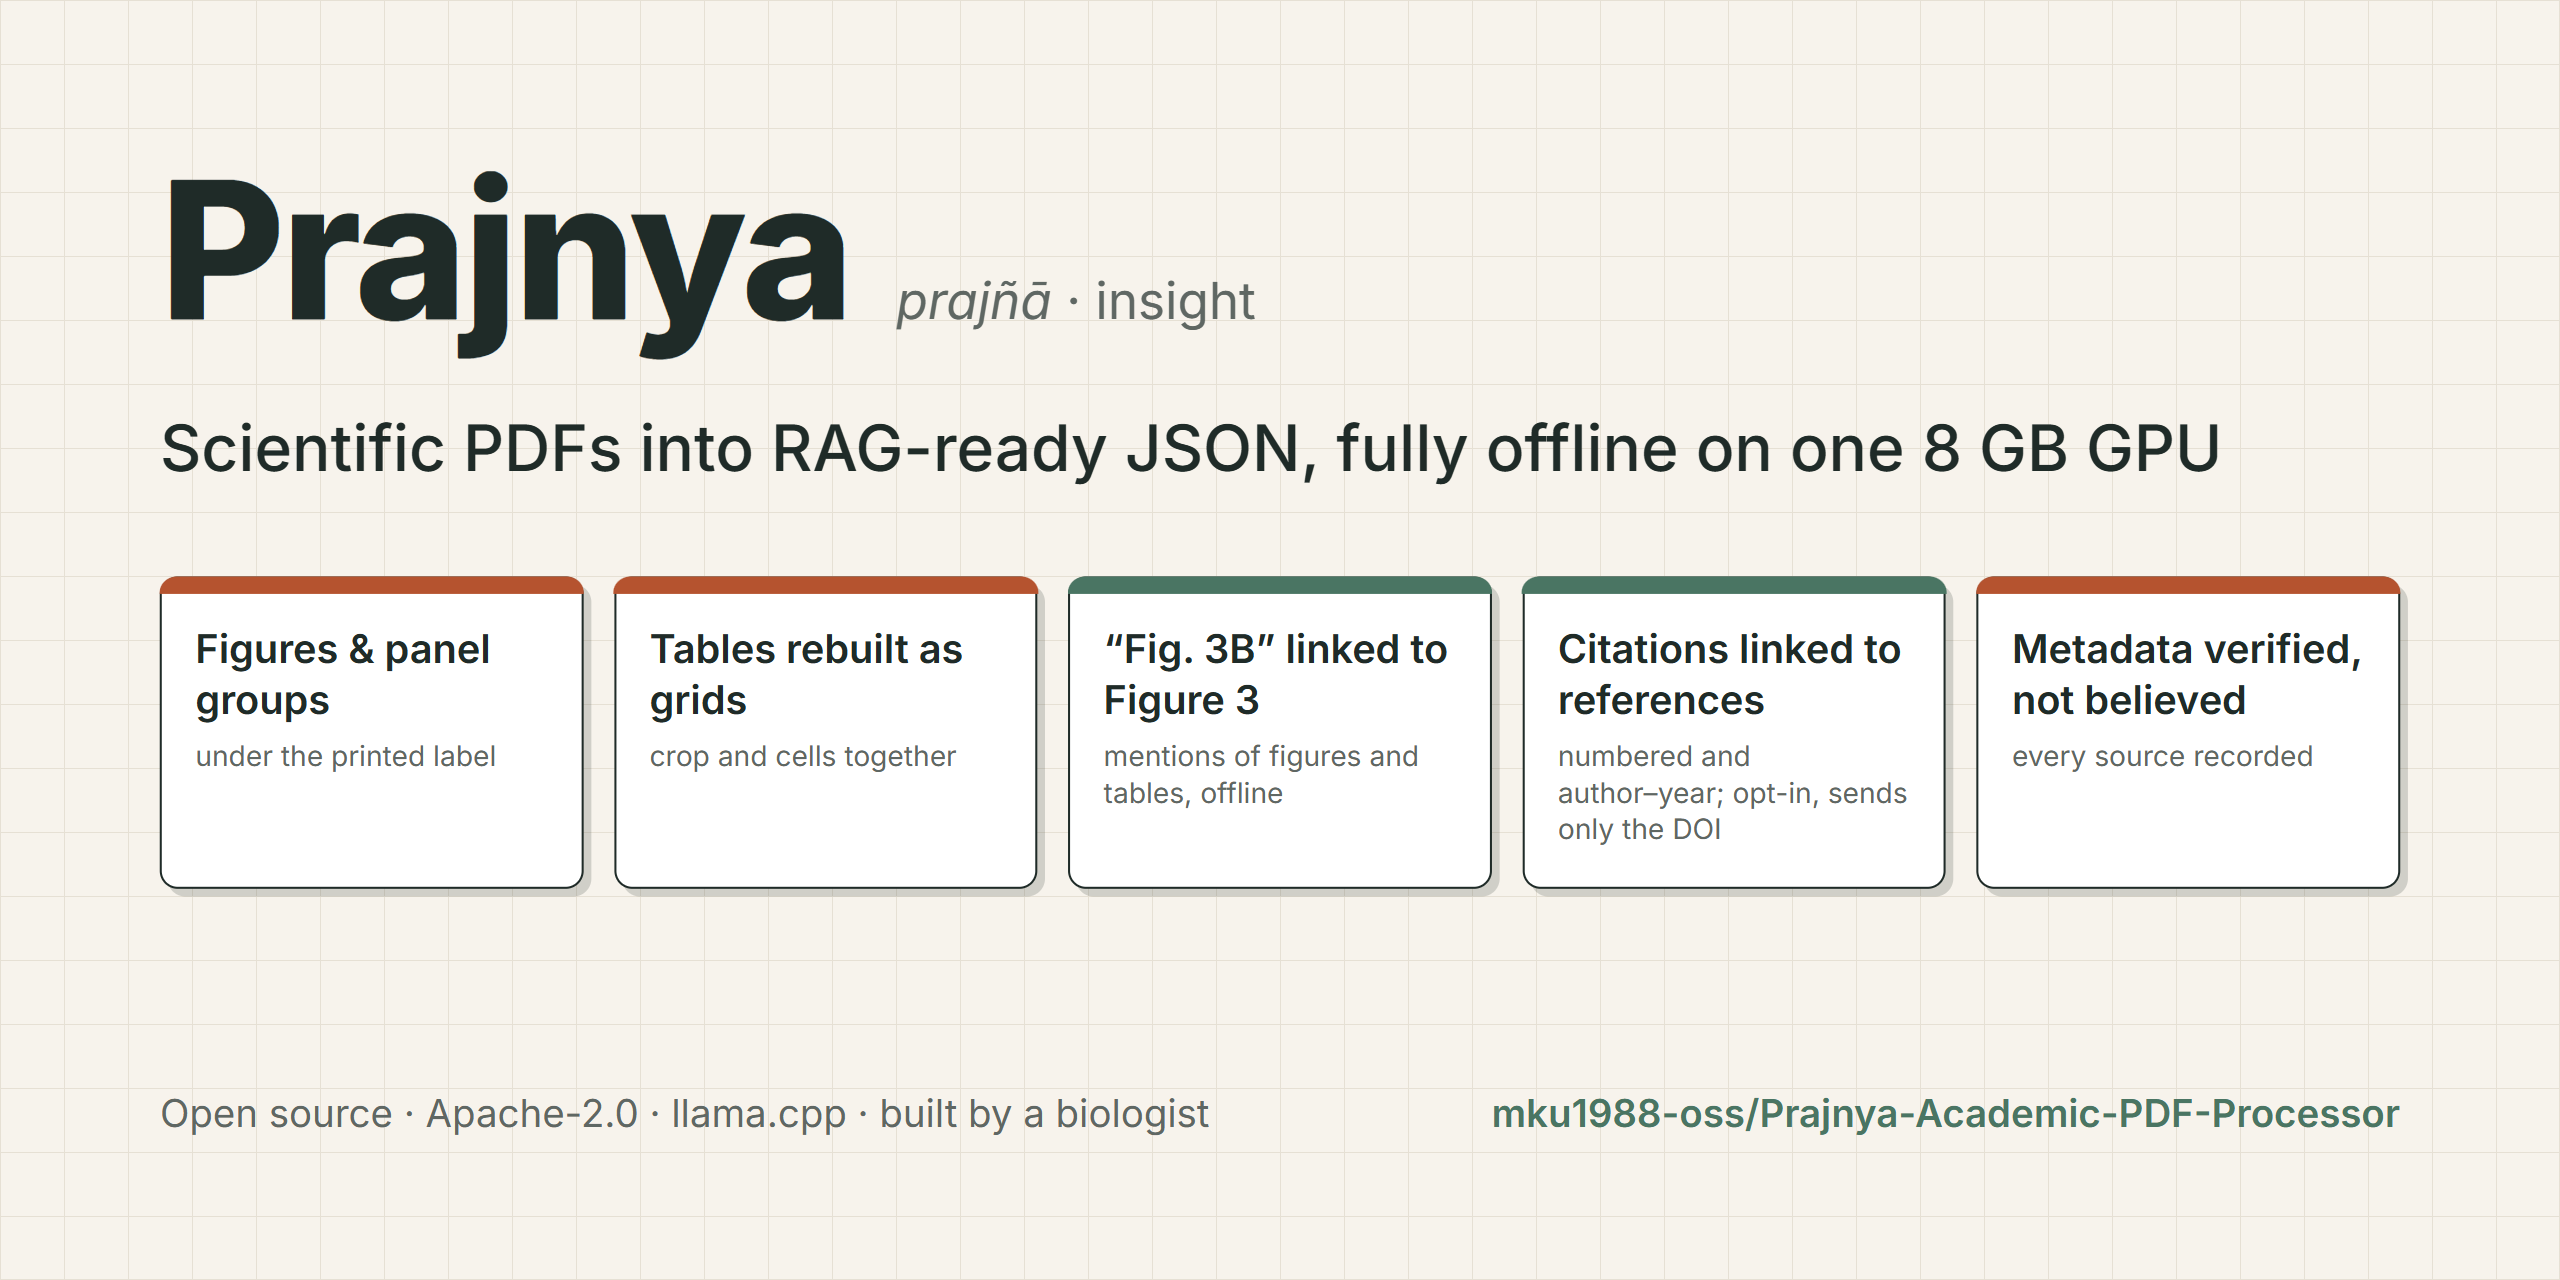 Prajnya
prajñā · insight
Scientific PDFs into RAG-ready JSON, fully offline on one 8 GB GPU
Figures & panel
groups
under the printed label
Tables rebuilt as
grids
crop and cells together
“Fig. 3B” linked to
Figure 3
mentions of figures and
tables, offline
Citations linked to
references
numbered and
author–year; opt-in, sends
only the DOI
Metadata verified,
not believed
every source recorded
Open source · Apache-2.0 · llama.cpp · built by a biologist
mku1988-oss/Prajnya-Academic-PDF-Processor